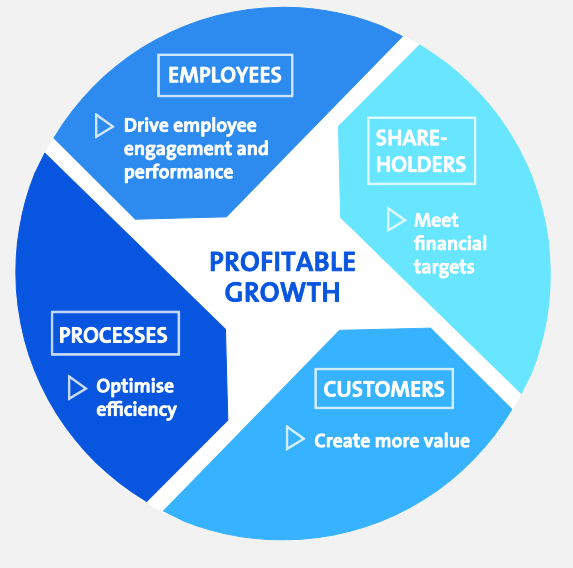 EMPLOYEES
Drive employee
engagement and
performance
SHARE-
HOLDERS
Meet
financial
targets
PROFITABLE
GROWTH
PROCESSES
Optimise
efficiency
CUSTOMERS
Create more value